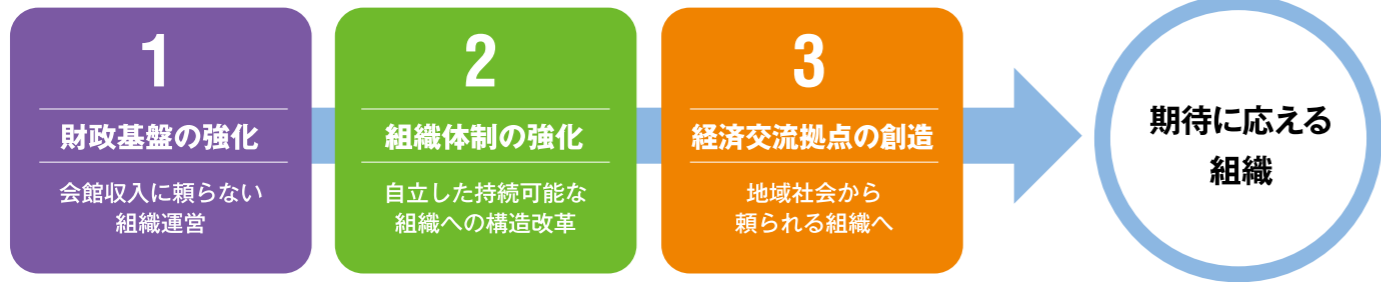 1
財政基盤の強化
会館収入に頼らない
組織運営
2
組織体制の強化
自立した持続可能な
組織への構造改革
3
経済交流拠点の創造
地域社会から
頼られる組織へ
期待に応える
組織